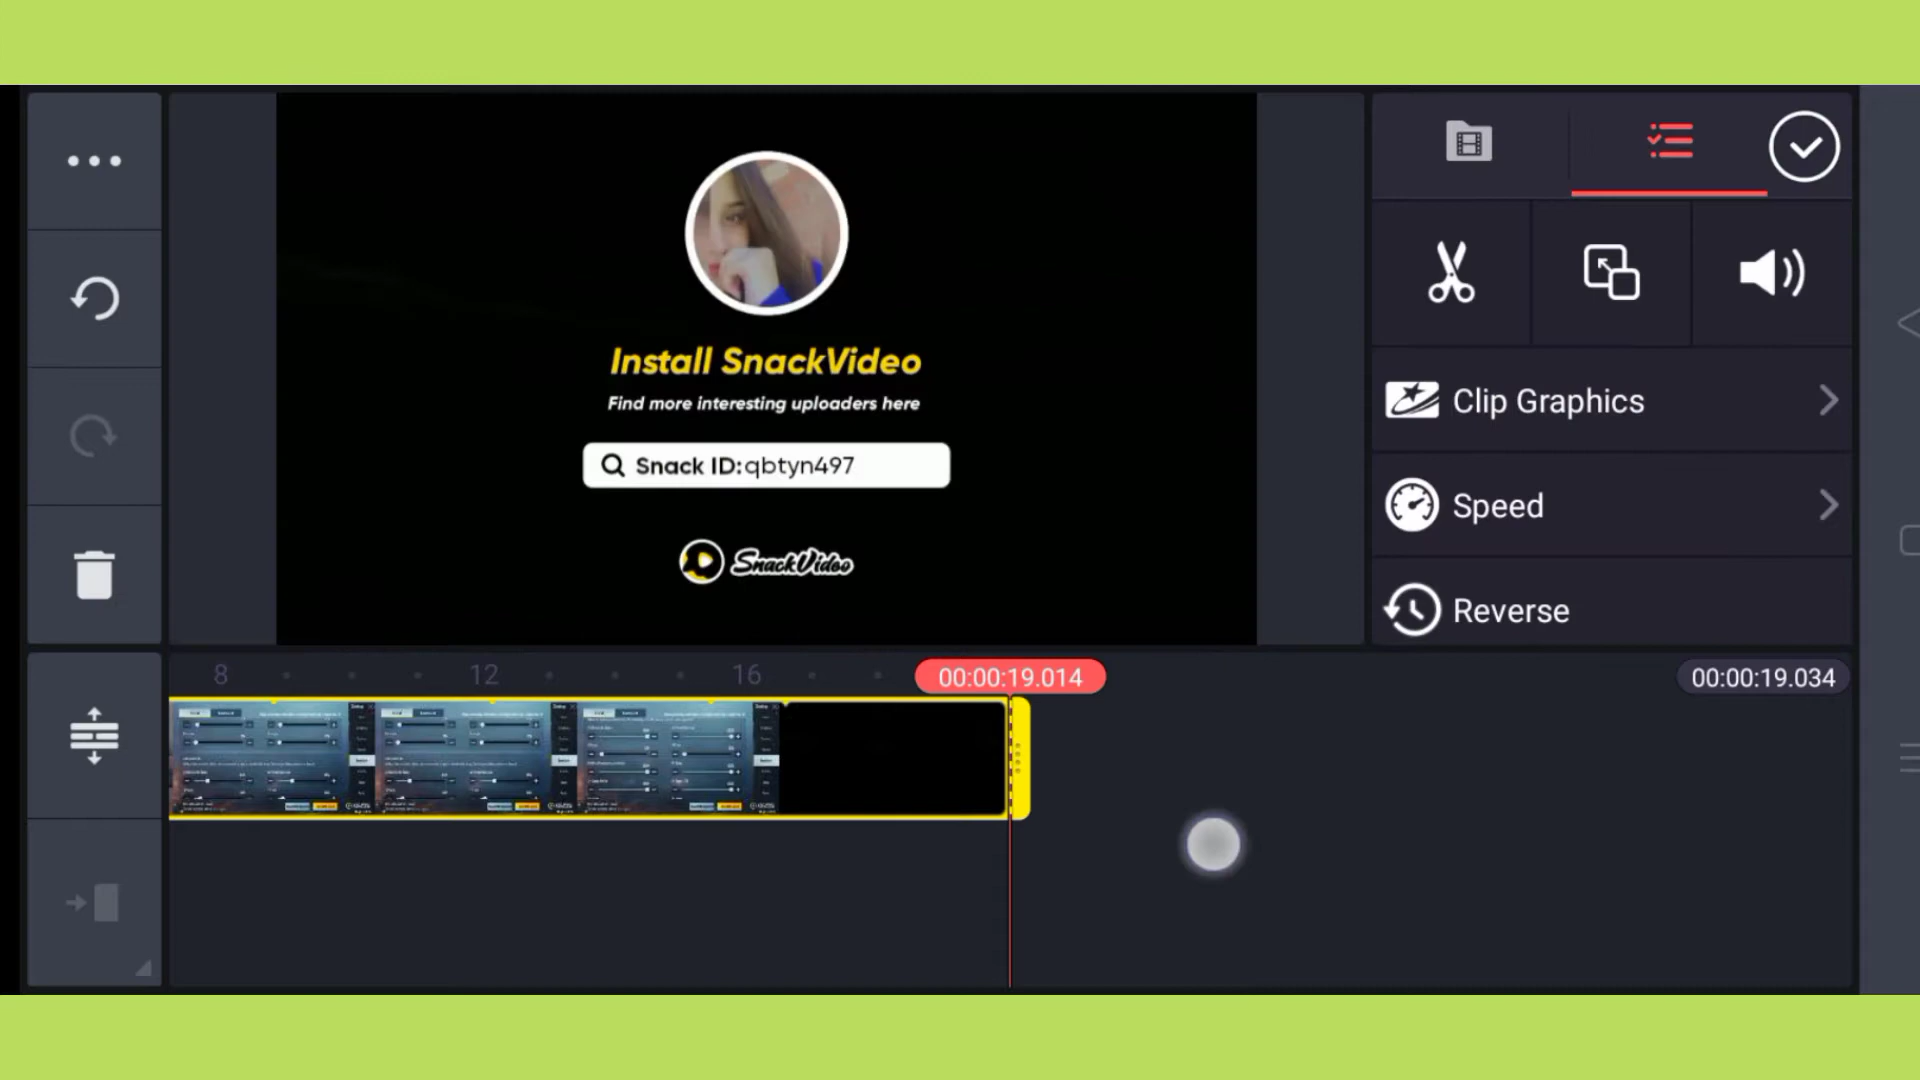 Install SnackVideo
Find more interesting uploaders here
Snack ID:qbtyn497
SnackVideo
Clip Graphics
Speed
Reverse
8
12
16
00:00:19.014
00:00:19.034